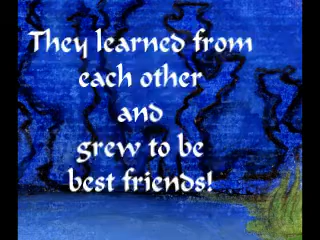 They learned from
each other
and
grew to be
best friends!